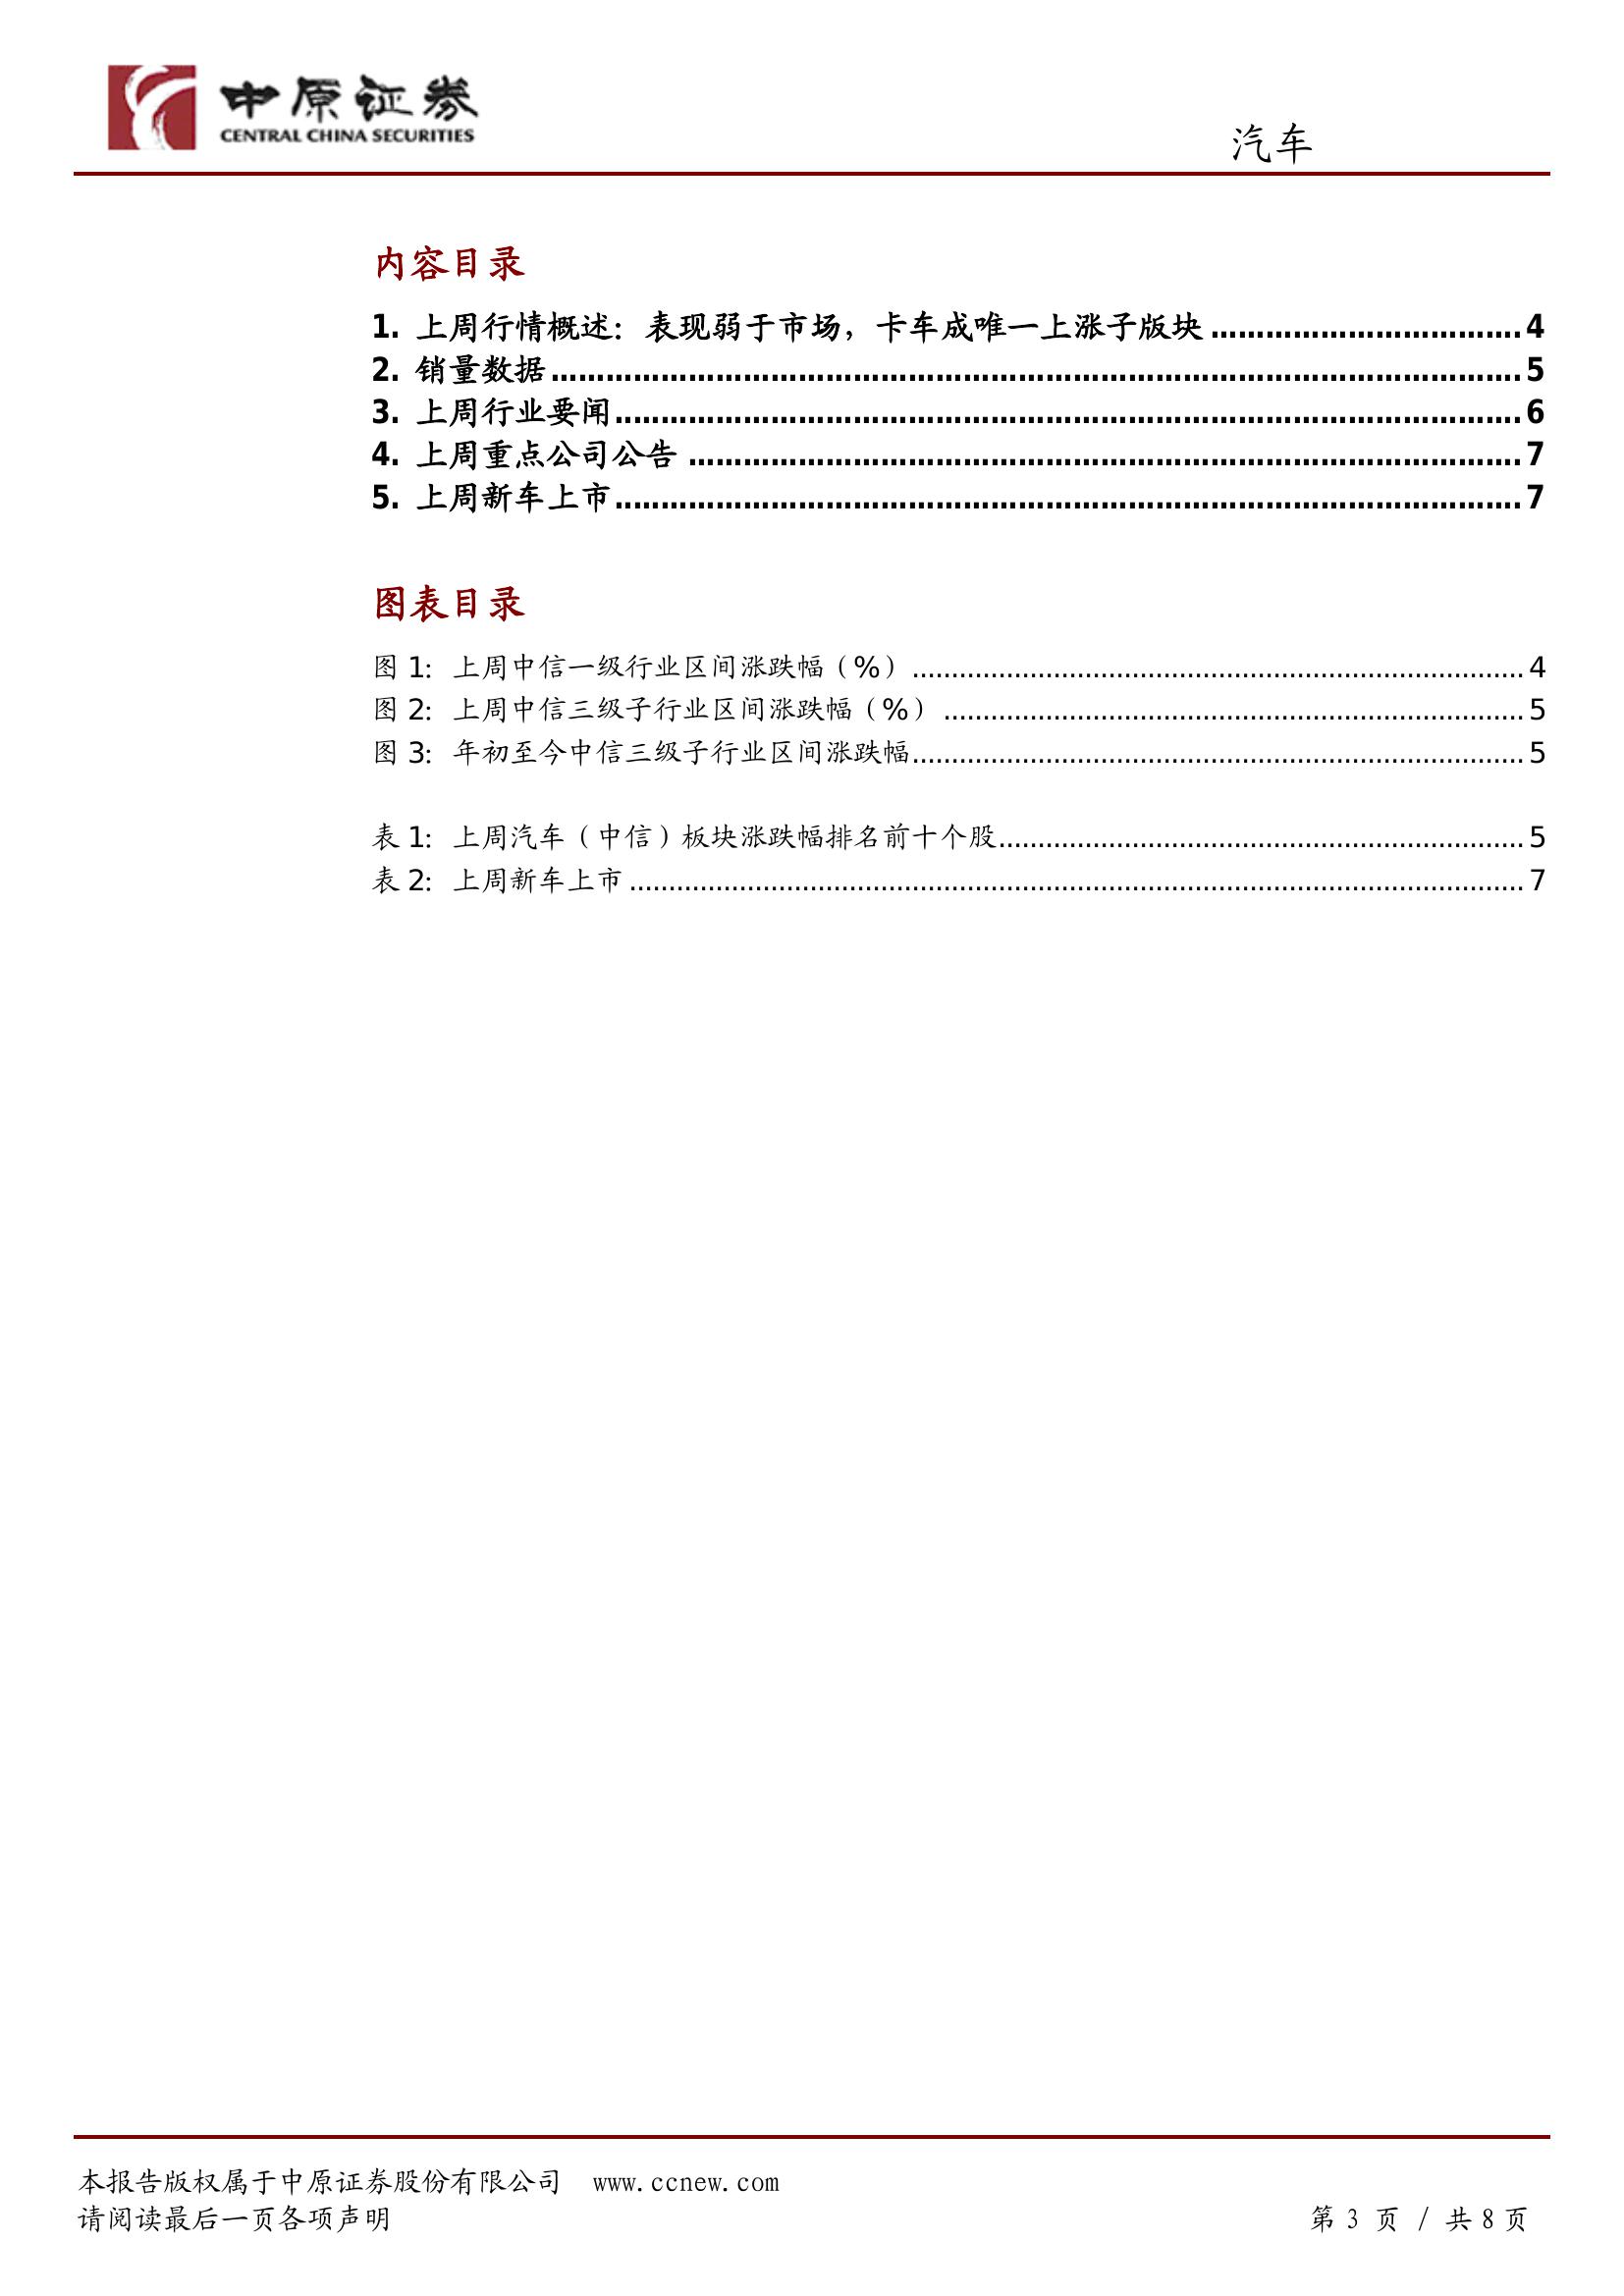 中原证券
CENTRAL CHINA SECURITIES
汽车
内容目录
1. 上周行情概述：表现弱于市场，卡车成唯一上涨子版块................................4
2. 销量数据................................5
3. 上周行业要闻................................6
4. 上周重点公司公告................................7
5. 上周新车上市................................7
图表目录
图 1: 上周中信一级行业区间涨跌幅（%）................................4
图 2: 上周中信三级子行业区间涨跌幅（%）................................5
图 3: 年初至今中信三级子行业区间涨跌幅................................5
表 1: 上周汽车（中信）板块涨跌幅排名前十个股................................5
表 2: 上周新车上市................................7
本报告版权属于中原证券股份有限公司 www.ccnew.com
请阅读最后一页各项声明 第 3 页 / 共 8 页